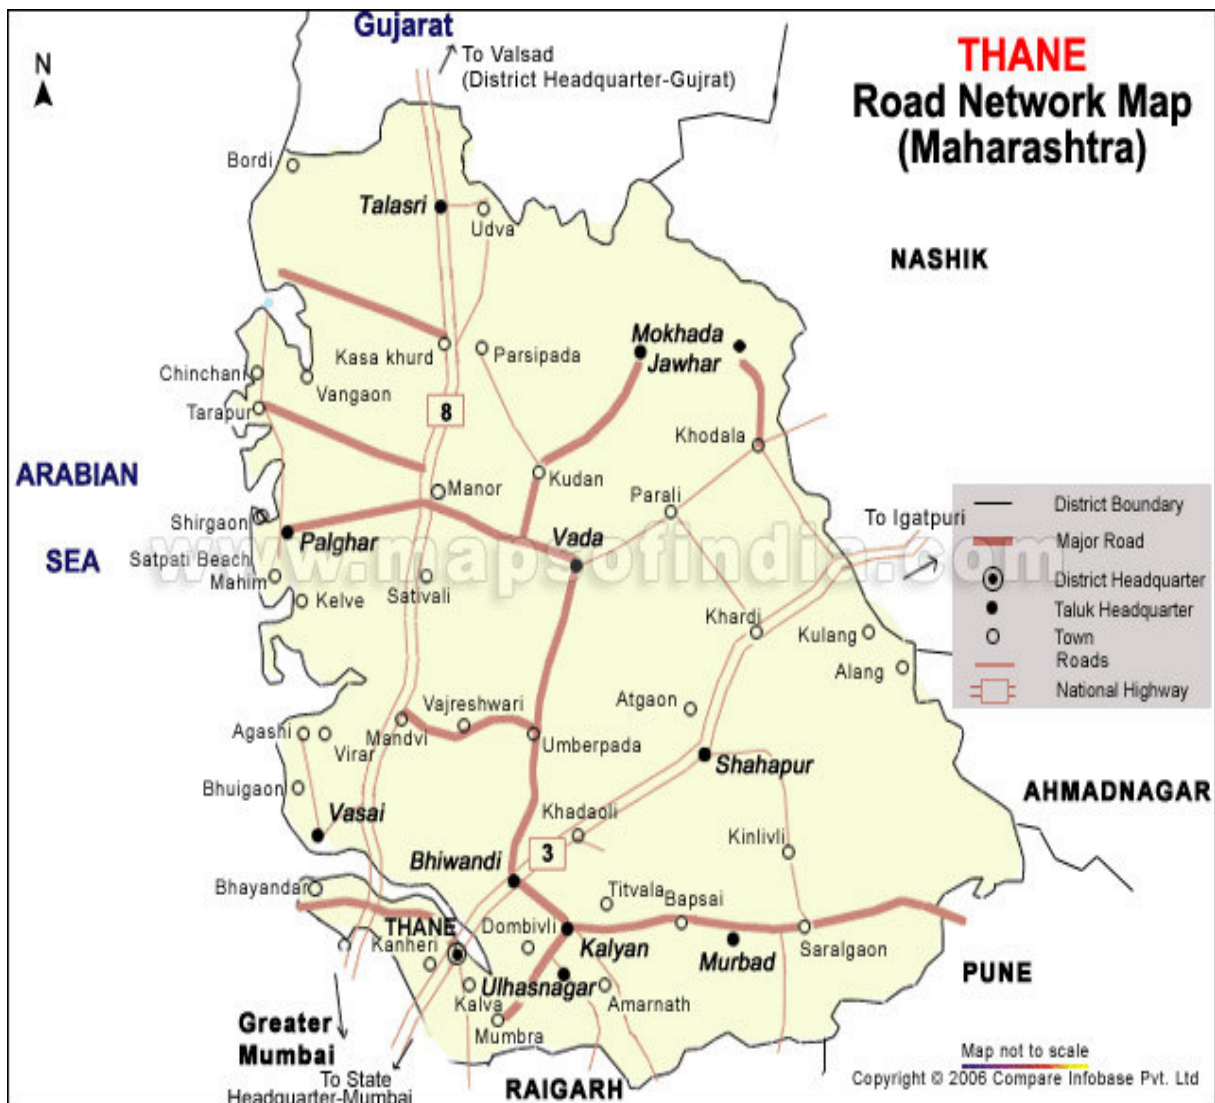 Gujarat
To Valsad
(District Headquarter-Gujrat)
THANE
Road Network Map
(Maharashtra)
N
Bordi
Talasri
Udva
NASHIK
Mokhada
Jawhar
Kasa khurd
Parsipada
Chinchani
Vangaon
Tarapur
8
Khodala
ARABIAN
SEA
Kudan
Manor
Parali
Shirgaon
Palghar
Vada
To Igatpuri
District Boundary
Major Road
District Headquarter
Taluk Headquarter
Town
Roads
National Highway
www.mapsofindia.com
Satpati Beach
Mahim
Kelve
Sativali
Khardi
Kulang
Alang
Atgaon
Vajreshwari
Agashi
Virar
Mandvi
Umberpada
Shahapur
AHMADNAGAR
Bhuigaon
Vasai
Khadaoli
Kinlivli
3
Bhiwandi
Bhayandar
Titvala
Bapsai
THANE
Dombivli
Kanheri
Kalyan
Murbad
Saralgaon
PUNE
Ulhasnagar
Kalva
Amarnath
Mumbra
Greater
Mumbai
To State
Headquarter-Mumbai
RAIGARH
Map not to scale
Copyright © 2006 Compare Infobase Pvt. Ltd